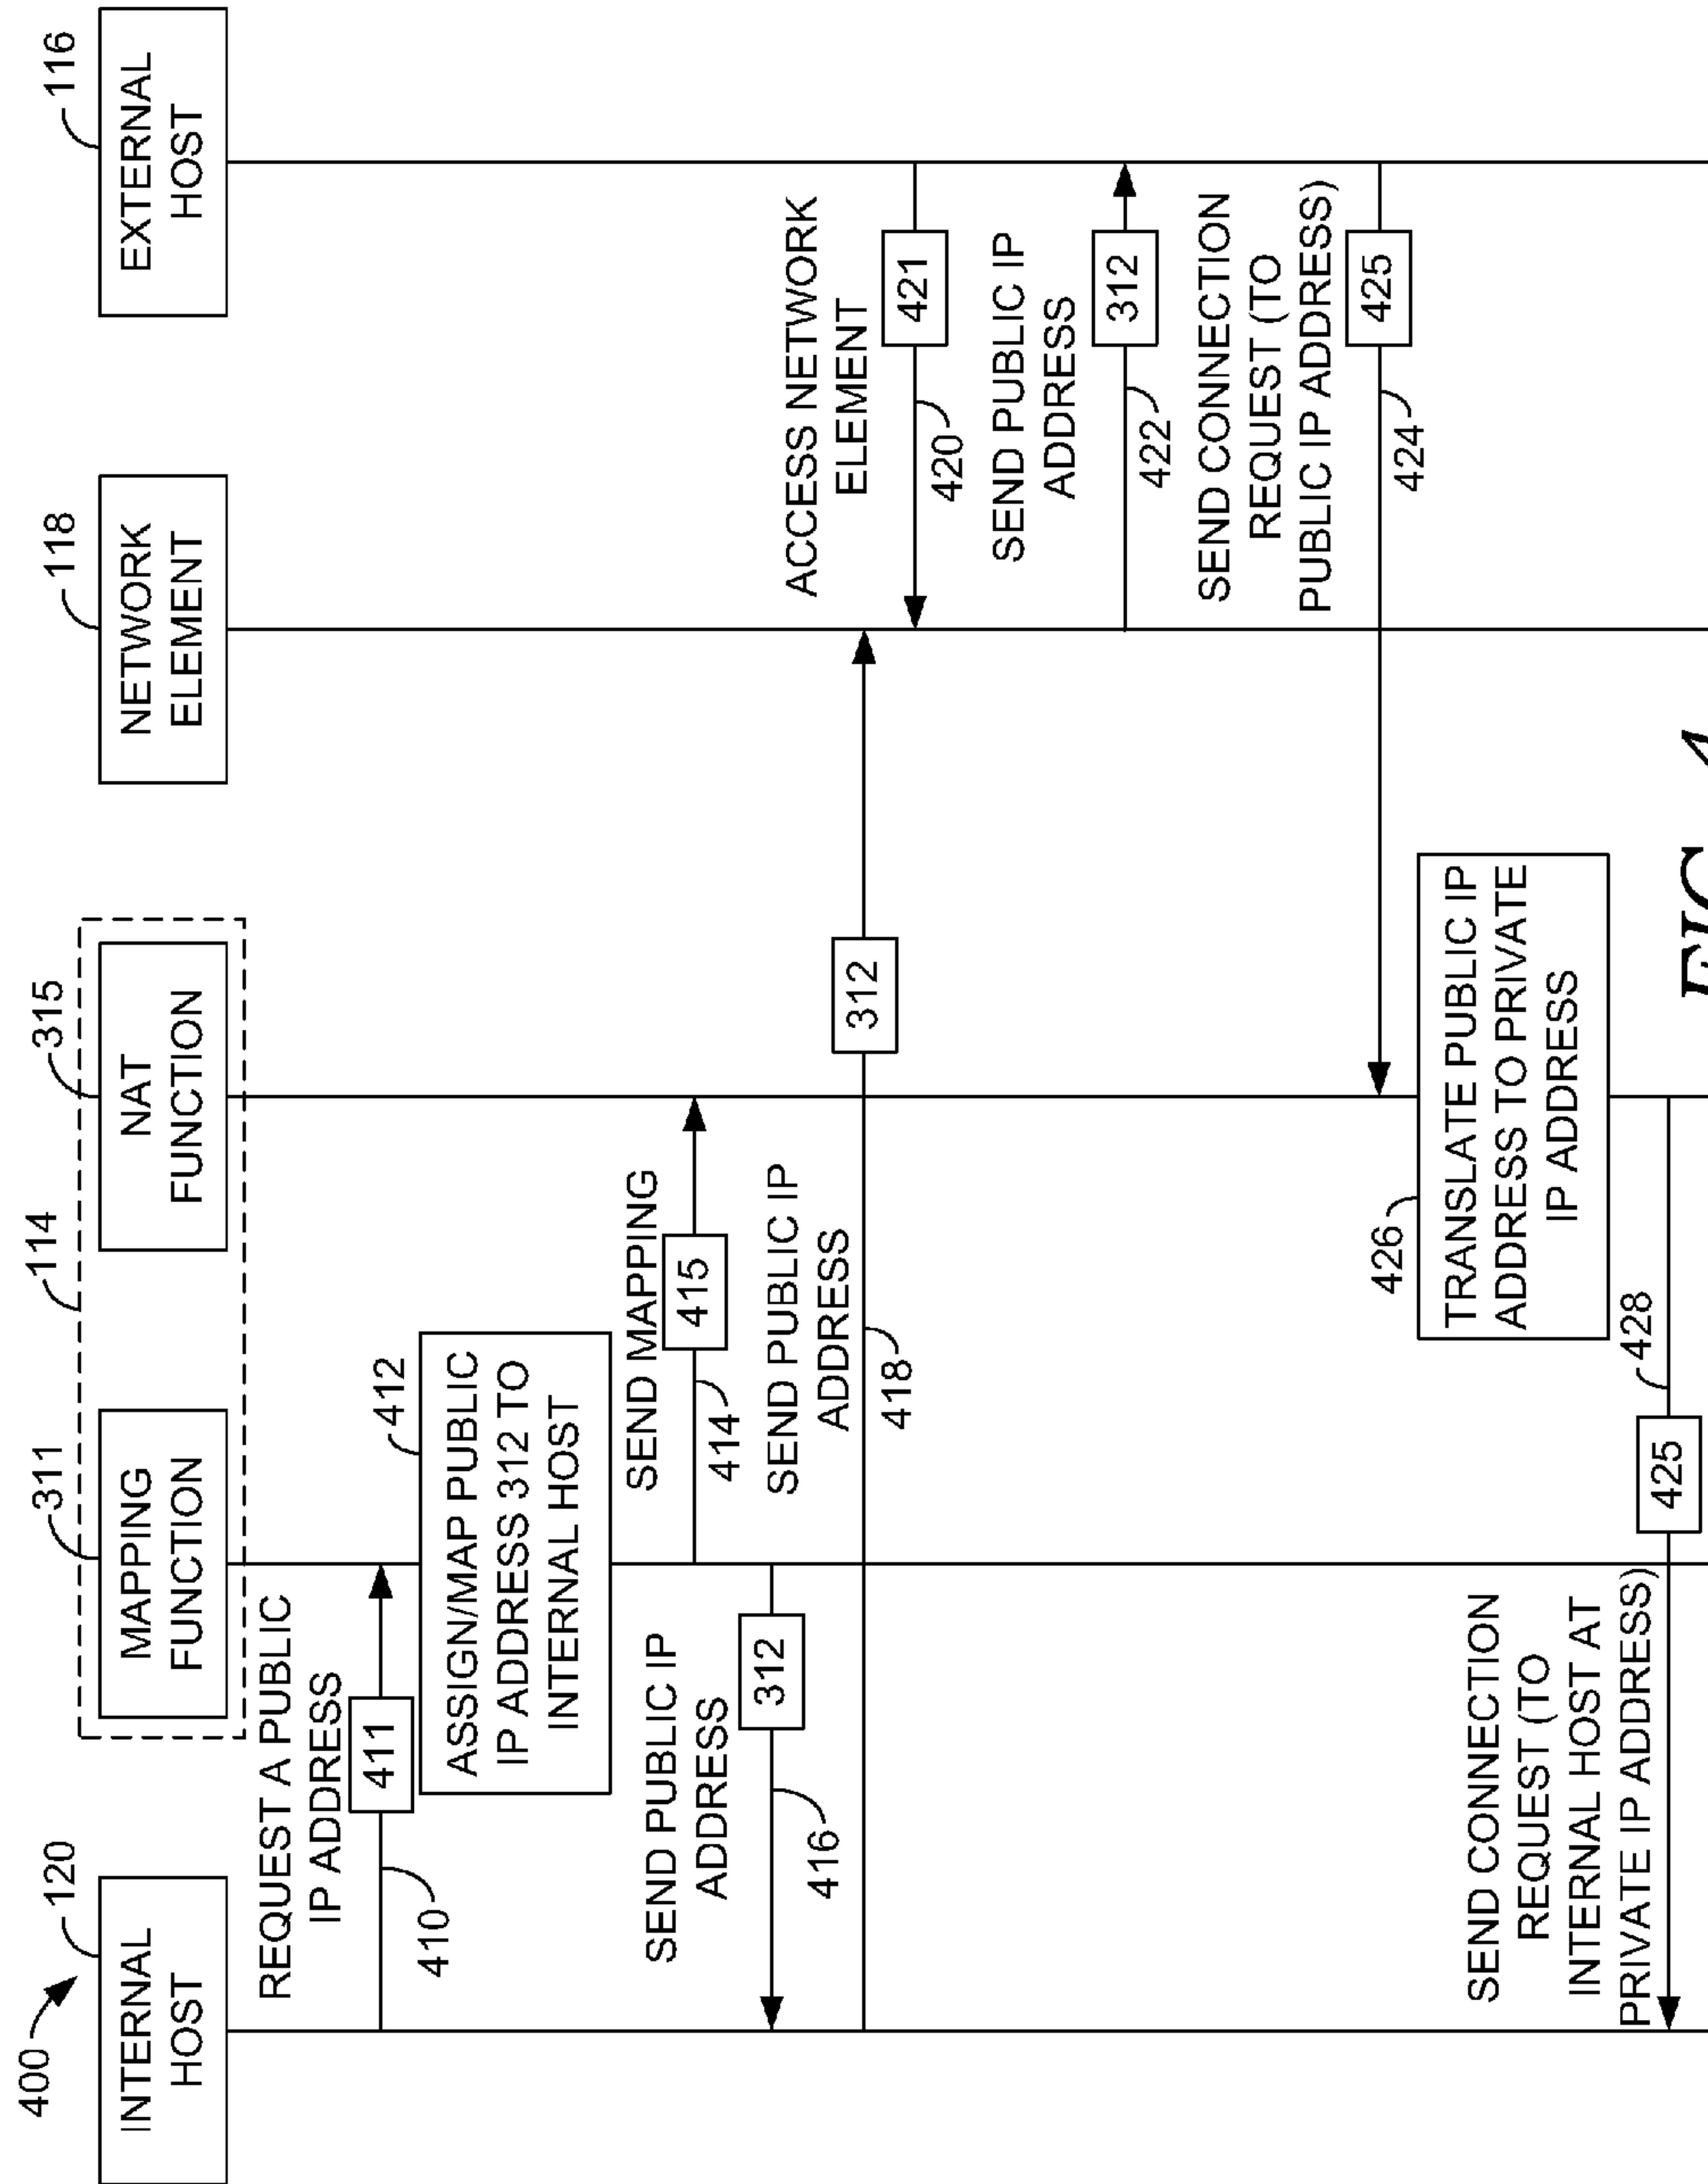 400
120
311
114
315
118
116
INTERNAL
HOST
MAPPING
FUNCTION
NAT
FUNCTION
NETWORK
ELEMENT
EXTERNAL
HOST
REQUEST A PUBLIC
IP ADDRESS
411
410
412
ASSIGN/MAP PUBLIC
IP ADDRESS 312 TO
INTERNAL HOST
SEND MAPPING
415
414
SEND PUBLIC IP
ADDRESS
312
416
SEND PUBLIC IP
ADDRESS
312
418
ACCESS NETWORK
ELEMENT
421
420
SEND PUBLIC IP
ADDRESS
312
422
SEND CONNECTION
REQUEST (TO
PUBLIC IP ADDRESS)
425
424
426
TRANSLATE PUBLIC IP
ADDRESS TO PRIVATE
IP ADDRESS
SEND CONNECTION
REQUEST (TO
INTERNAL HOST AT
PRIVATE IP ADDRESS)
425
428